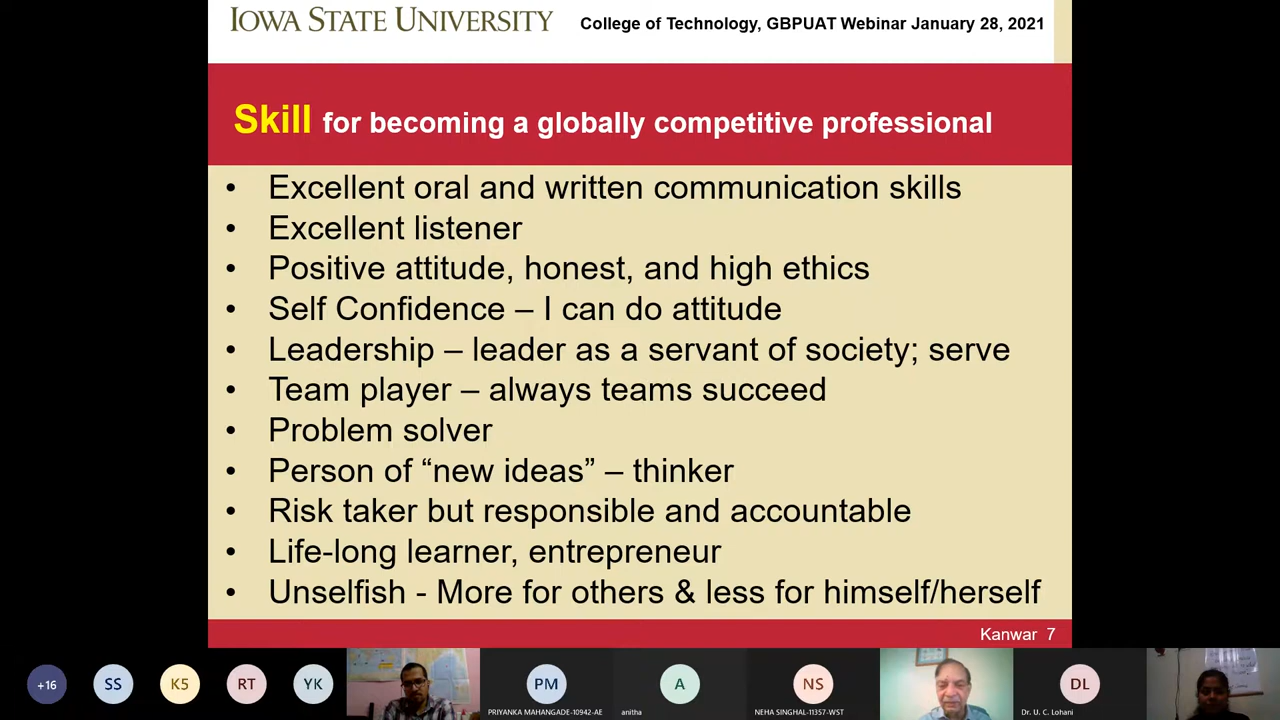 IOWA STATE UNIVERSITY
College of Technology, GBPUAT Webinar January 28, 2021
Skill for becoming a globally competitive professional
• Excellent oral and written communication skills
• Excellent listener
• Positive attitude, honest, and high ethics
• Self Confidence – I can do attitude
• Leadership – leader as a servant of society; serve
• Team player – always teams succeed
• Problem solver
• Person of “new ideas” – thinker
• Risk taker but responsible and accountable
• Life-long learner, entrepreneur
• Unselfish - More for others & less for himself/herself
Kanwar 7
+16
SS
K5
RT
YK
PM
A
NS
DL
PRIYANKA MAHANGADE-10942-AE
anitha
NEHA SINGHAL-11357-WST
Dr. U. C. Lohani